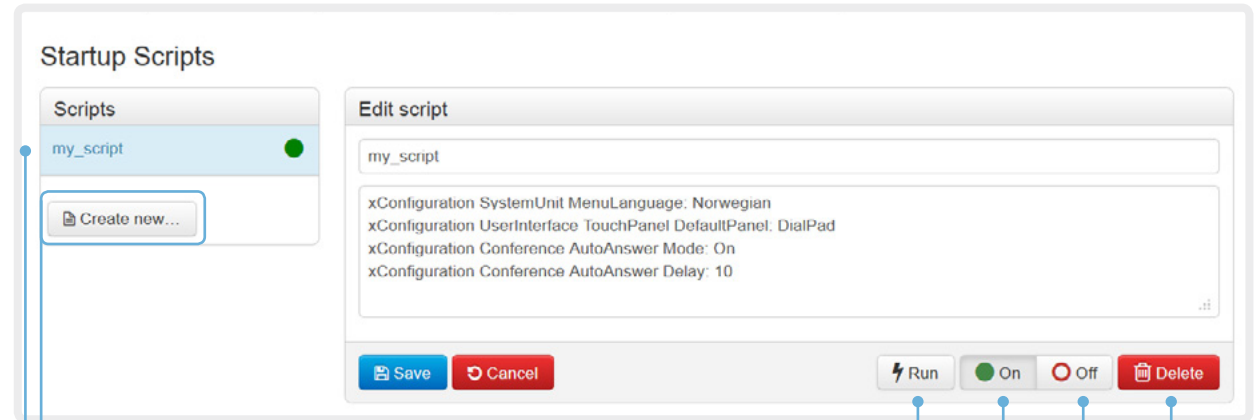 Startup Scripts
Scripts
my_script
Create new...
Edit script
my_script
xConfiguration SystemUnit MenuLanguage: Norwegian
xConfiguration UserInterface TouchPanel DefaultPanel: DialPad
xConfiguration Conference AutoAnswer Mode: On
xConfiguration Conference AutoAnswer Delay: 10
Save Cancel Run On Off Delete